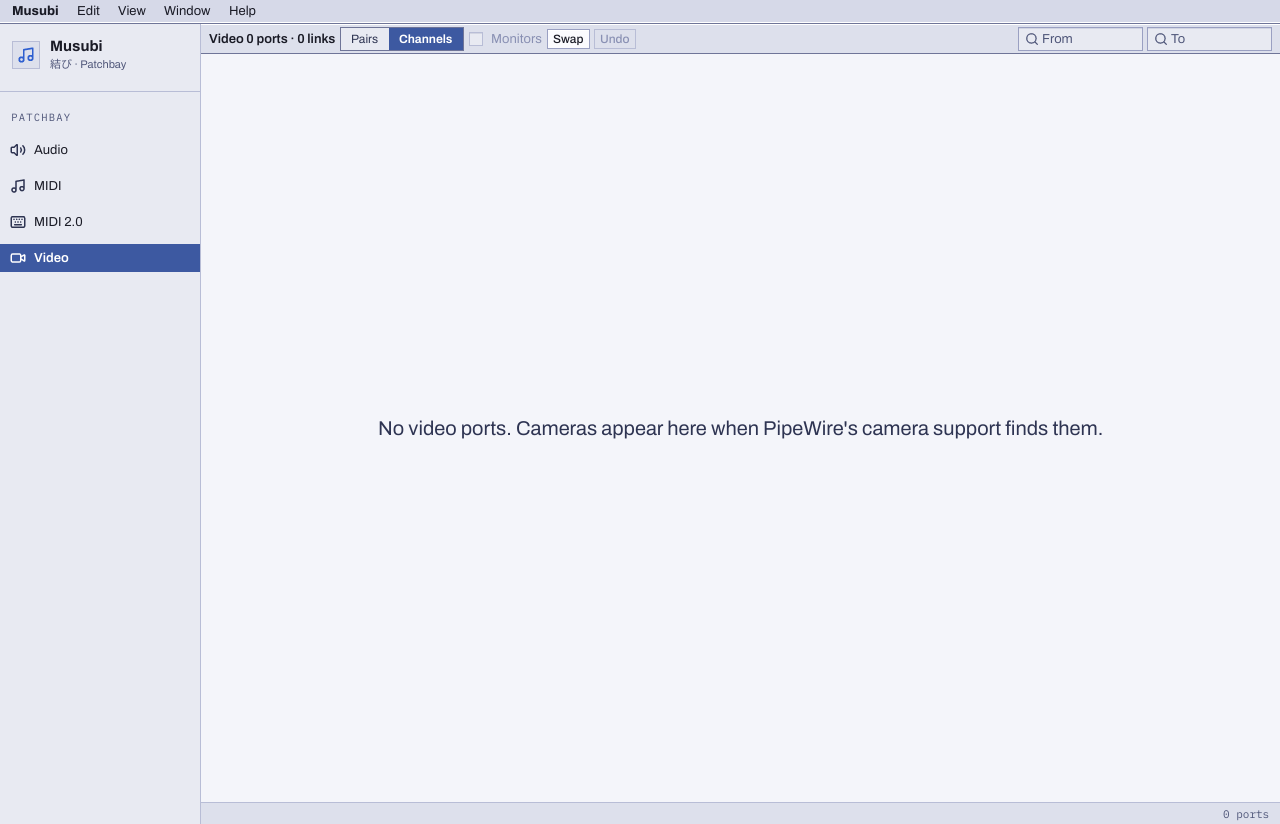 Musubi Edit View Window Help
Musubi
結び · Patchbay
Video 0 ports · 0 links Pairs Channels Monitors Swap Undo From To
PATCHBAY
Audio
MIDI
MIDI 2.0
Video
No video ports. Cameras appear here when PipeWire's camera support finds them.
0 ports